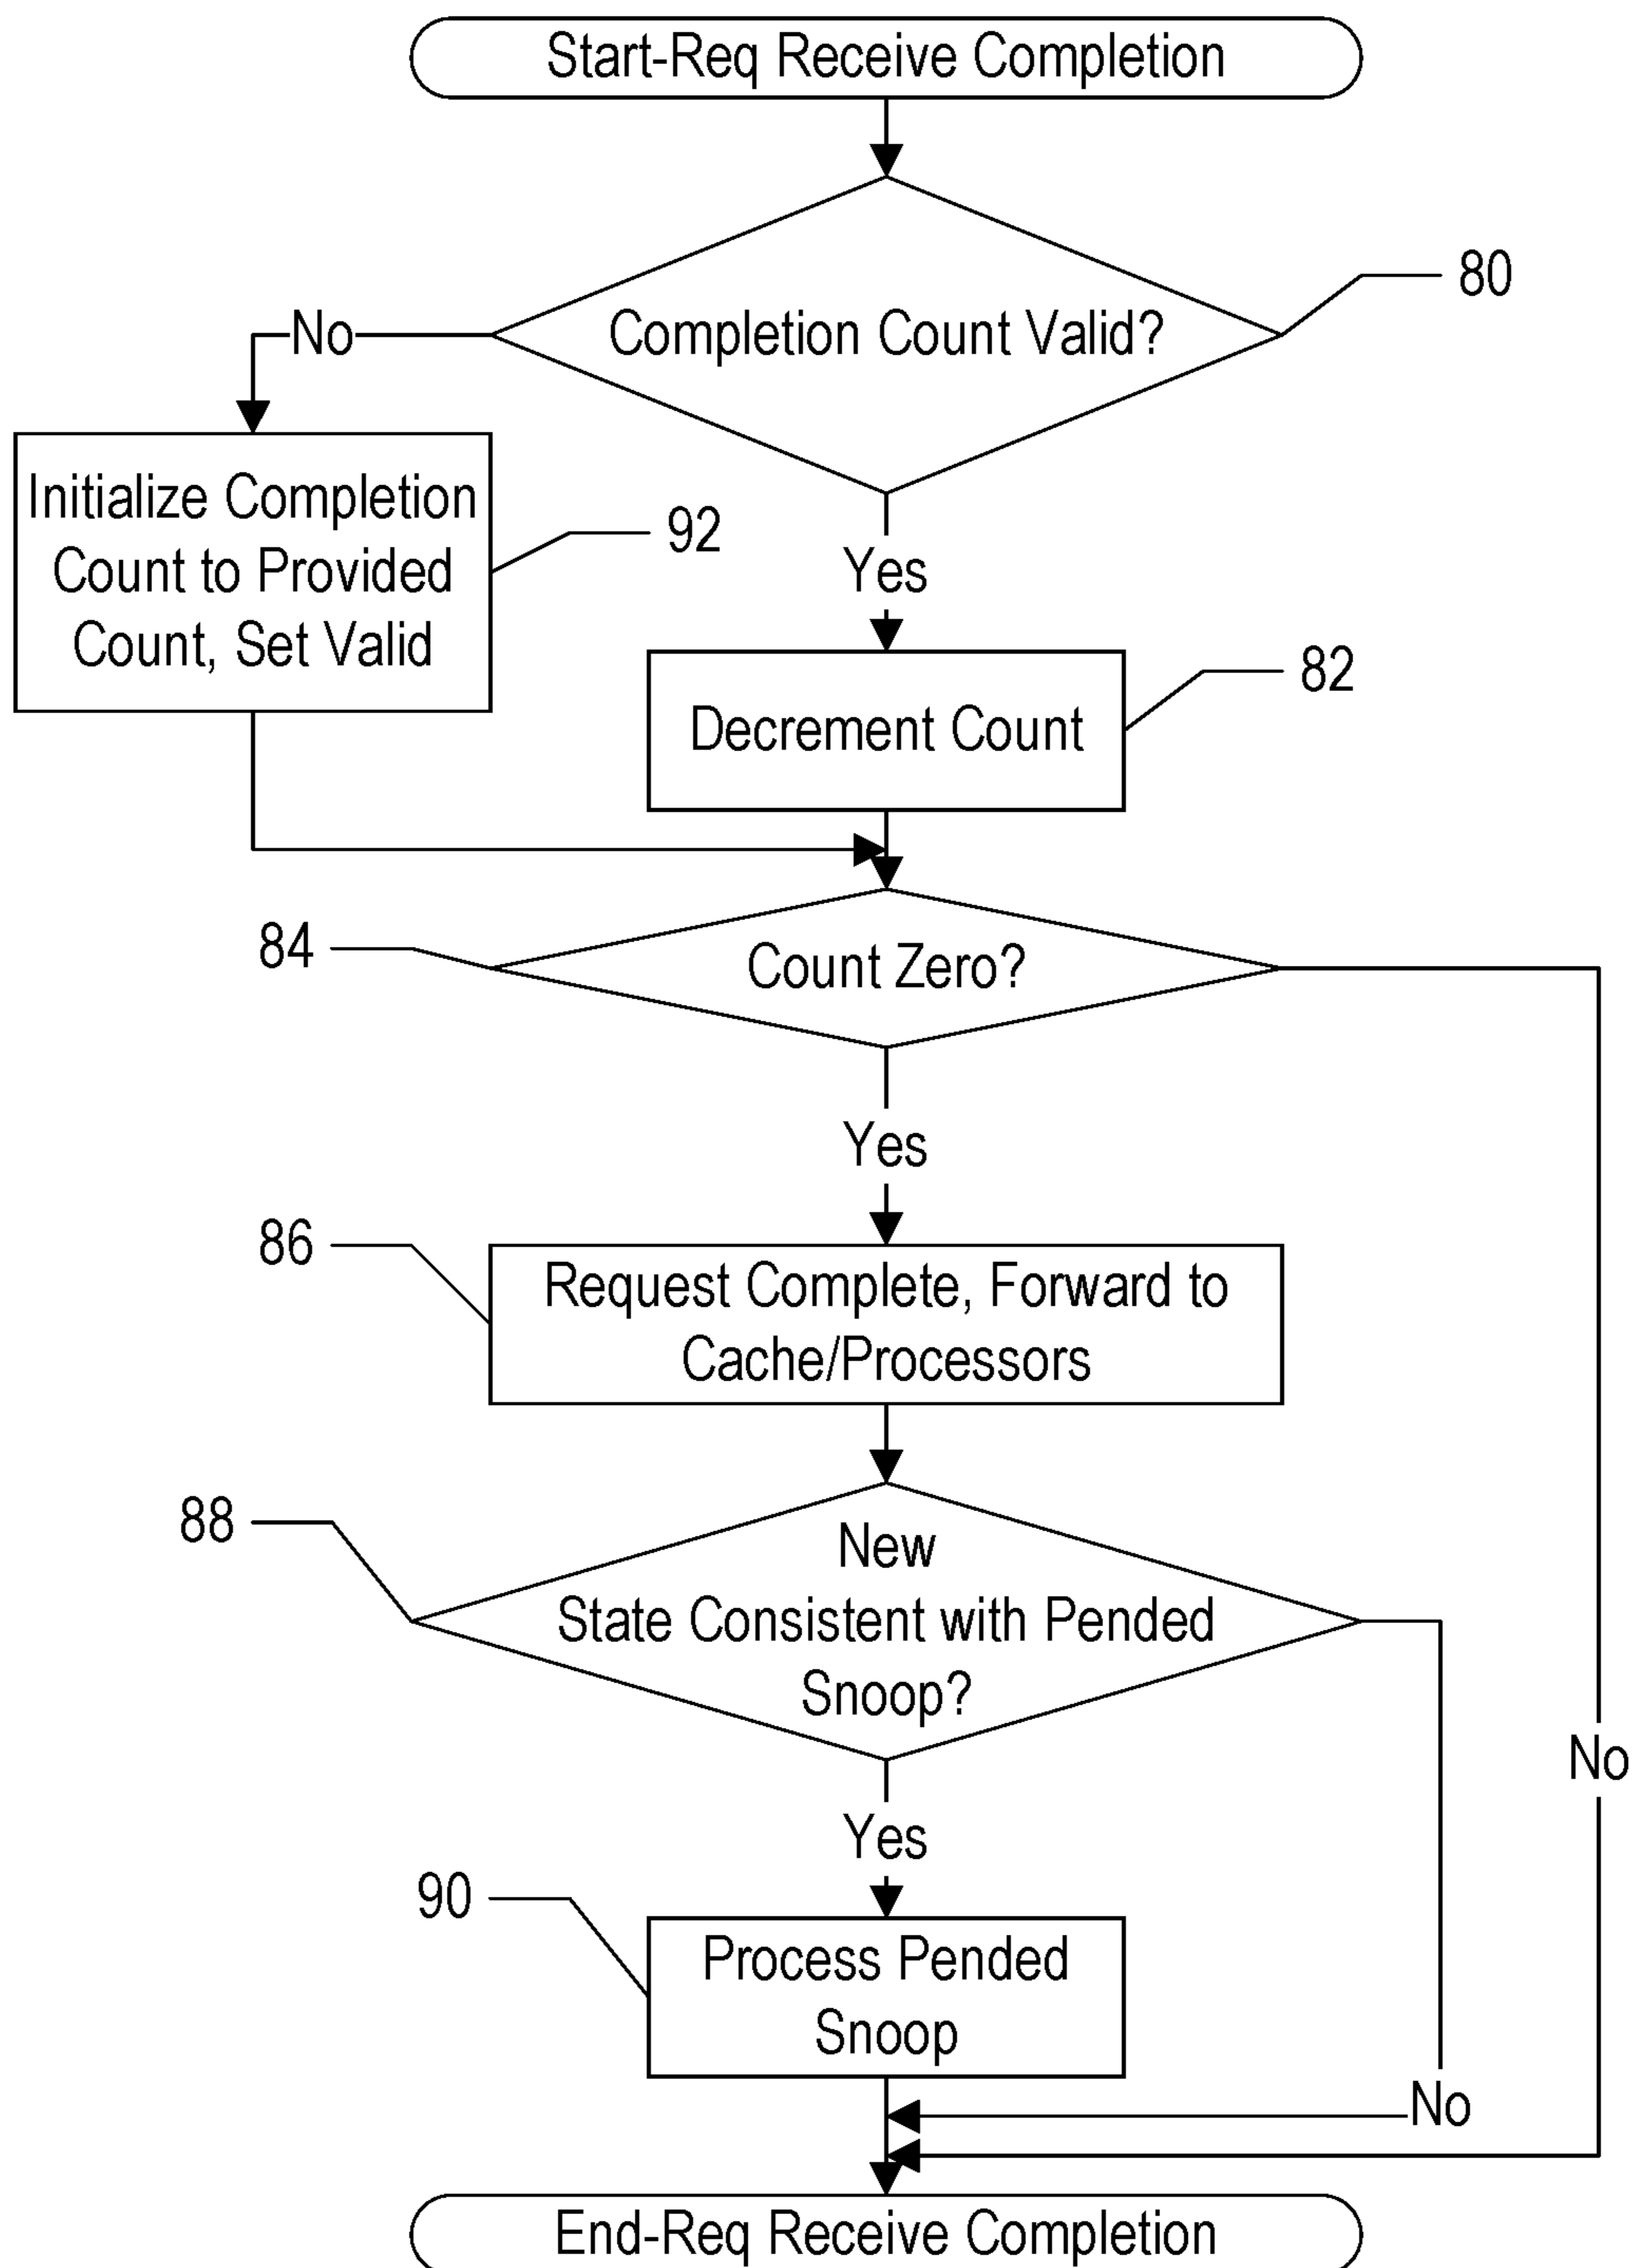 Start-Req Receive Completion
80
Completion Count Valid?
No
Initialize Completion
Count to Provided
Count, Set Valid
92
Yes
82
Decrement Count
84
Count Zero?
Yes
86
Request Complete, Forward to
Cache/Processors
88
New
State Consistent with Pended
Snoop?
No
Yes
90
Process Pended
Snoop
No
End-Req Receive Completion